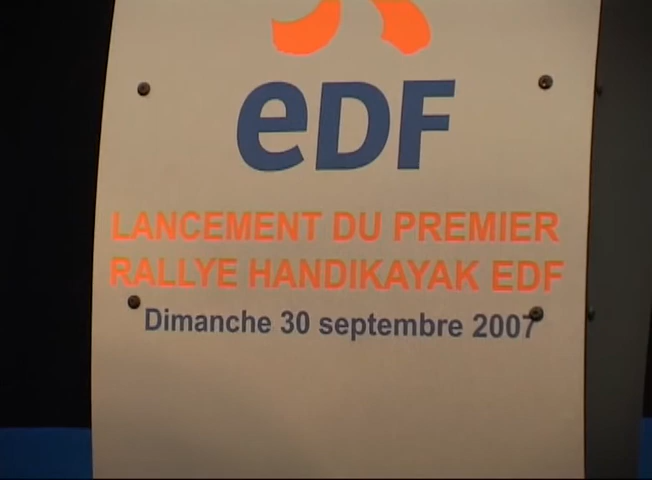 eDF
LANCEMENT DU PREMIER
RALLYE HANDIKAYAK EDF
Dimanche 30 septembre 2007